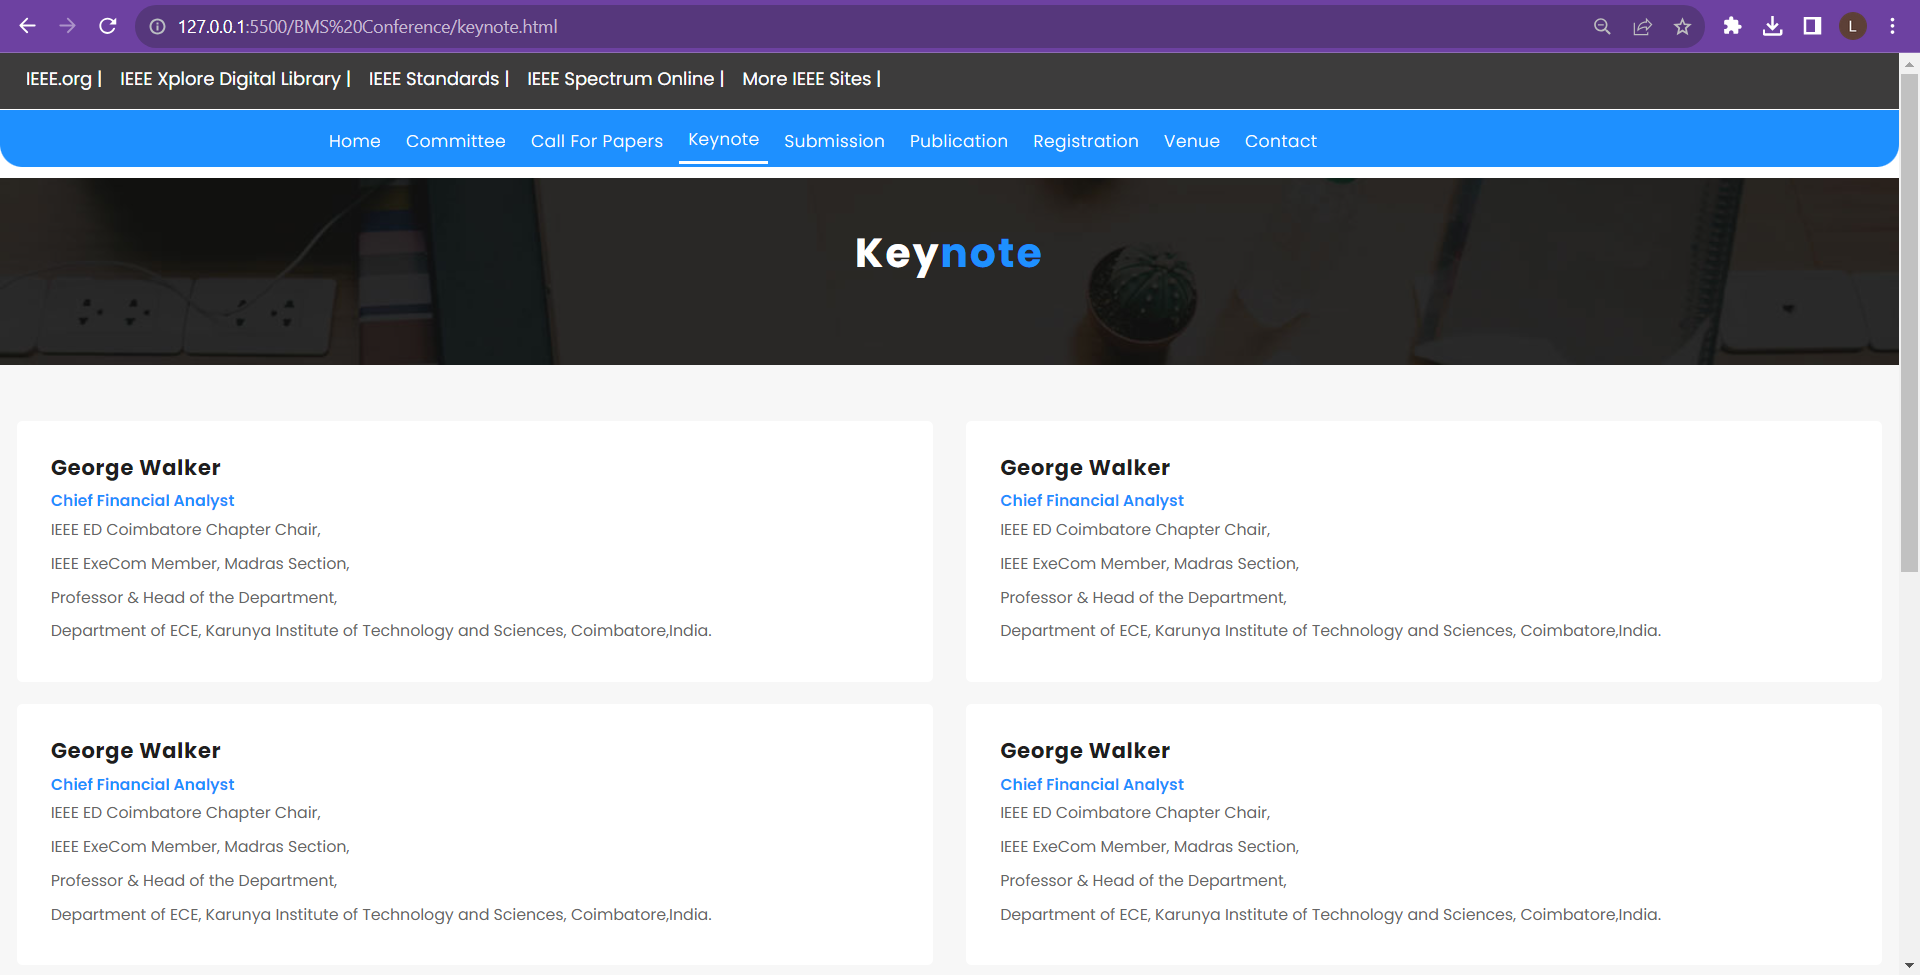 127.0.0.1:5500/BMS%20Conference/keynote.html
L
IEEE.org | IEEE Xplore Digital Library | IEEE Standards | IEEE Spectrum Online | More IEEE Sites |
Home Committee Call For Papers Keynote Submission Publication Registration Venue Contact
Keynote
George Walker
Chief Financial Analyst
IEEE ED Coimbatore Chapter Chair,
IEEE ExeCom Member, Madras Section,
Professor & Head of the Department,
Department of ECE, Karunya Institute of Technology and Sciences, Coimbatore,India.
George Walker
Chief Financial Analyst
IEEE ED Coimbatore Chapter Chair,
IEEE ExeCom Member, Madras Section,
Professor & Head of the Department,
Department of ECE, Karunya Institute of Technology and Sciences, Coimbatore,India.
George Walker
Chief Financial Analyst
IEEE ED Coimbatore Chapter Chair,
IEEE ExeCom Member, Madras Section,
Professor & Head of the Department,
Department of ECE, Karunya Institute of Technology and Sciences, Coimbatore,India.
George Walker
Chief Financial Analyst
IEEE ED Coimbatore Chapter Chair,
IEEE ExeCom Member, Madras Section,
Professor & Head of the Department,
Department of ECE, Karunya Institute of Technology and Sciences, Coimbatore,India.